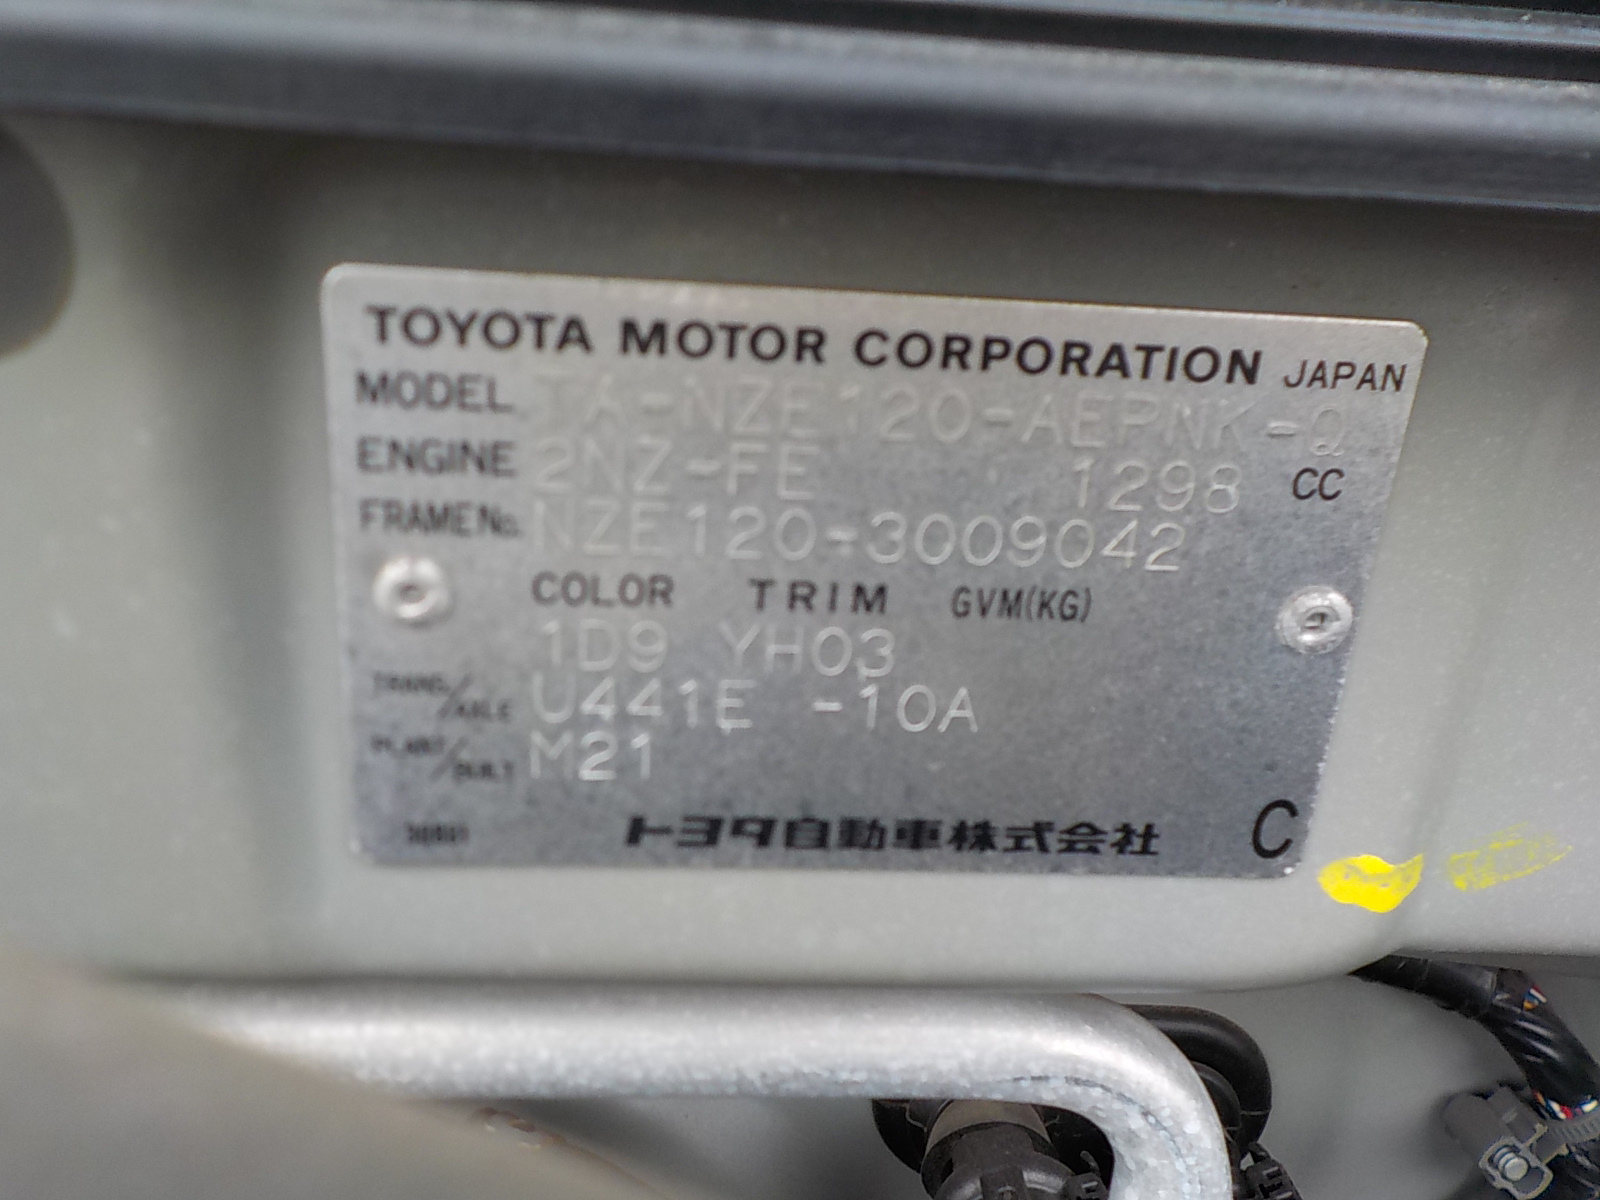 TOYOTA MOTOR CORPORATION JAPAN
MODEL TA-NZE120-AEPNK-Q
ENGINE 2NZ-FE 1298 CC
FRAME No. NZE120-3009042
COLOR TRIM GVM(KG)
1D9 YH03
TRANS/AXLE U441E -10A
PLANT/BUILT M21
トヨタ自動車株式会社 C